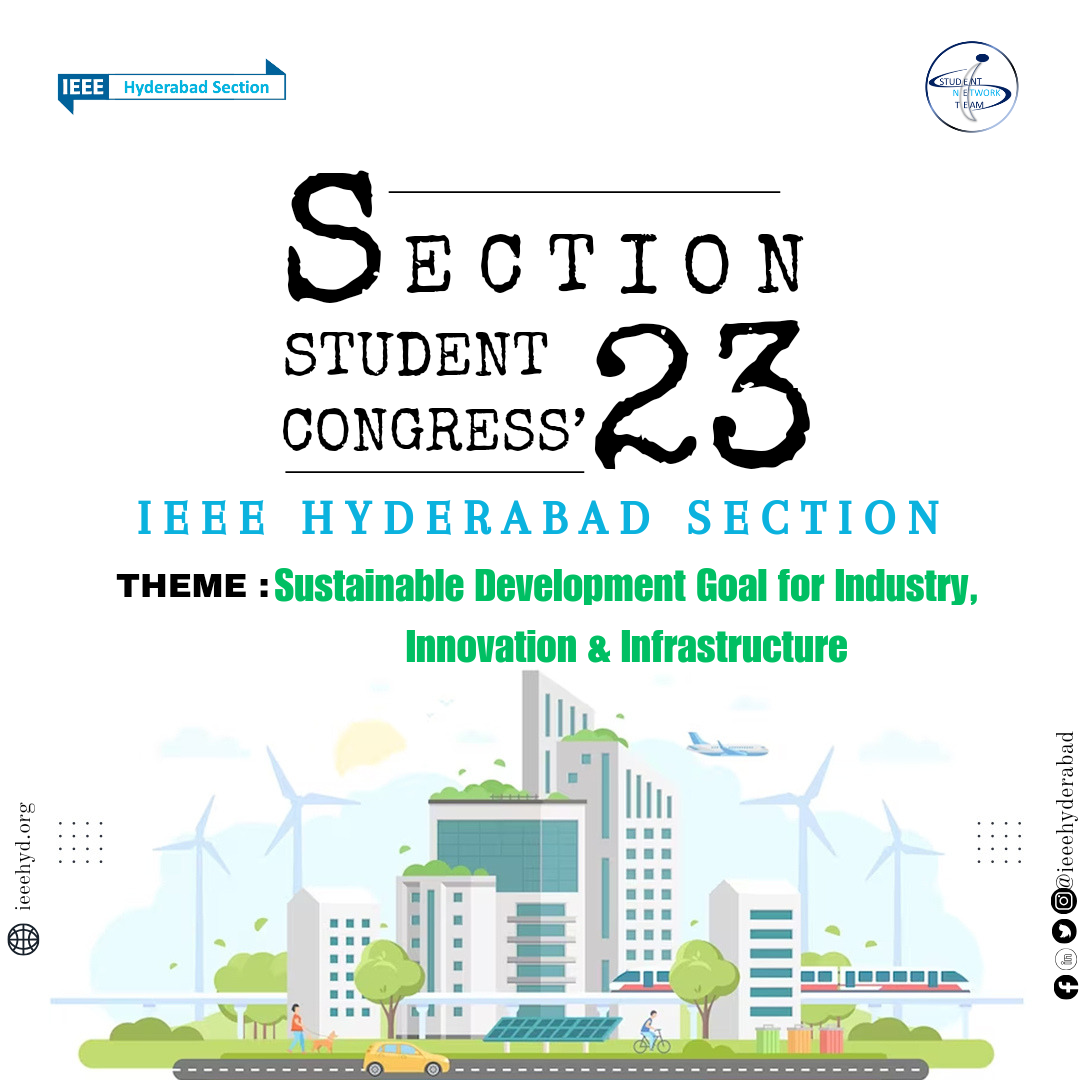 IEEE Hyderabad Section
STUDENT
NETWORK
TEAM
SECTION
STUDENT
CONGRESS'23
IEEE HYDERABAD SECTION
THEME : Sustainable Development Goal for Industry,
Innovation & Infrastructure
ieeehyd.org
@ieeehyderabad
in